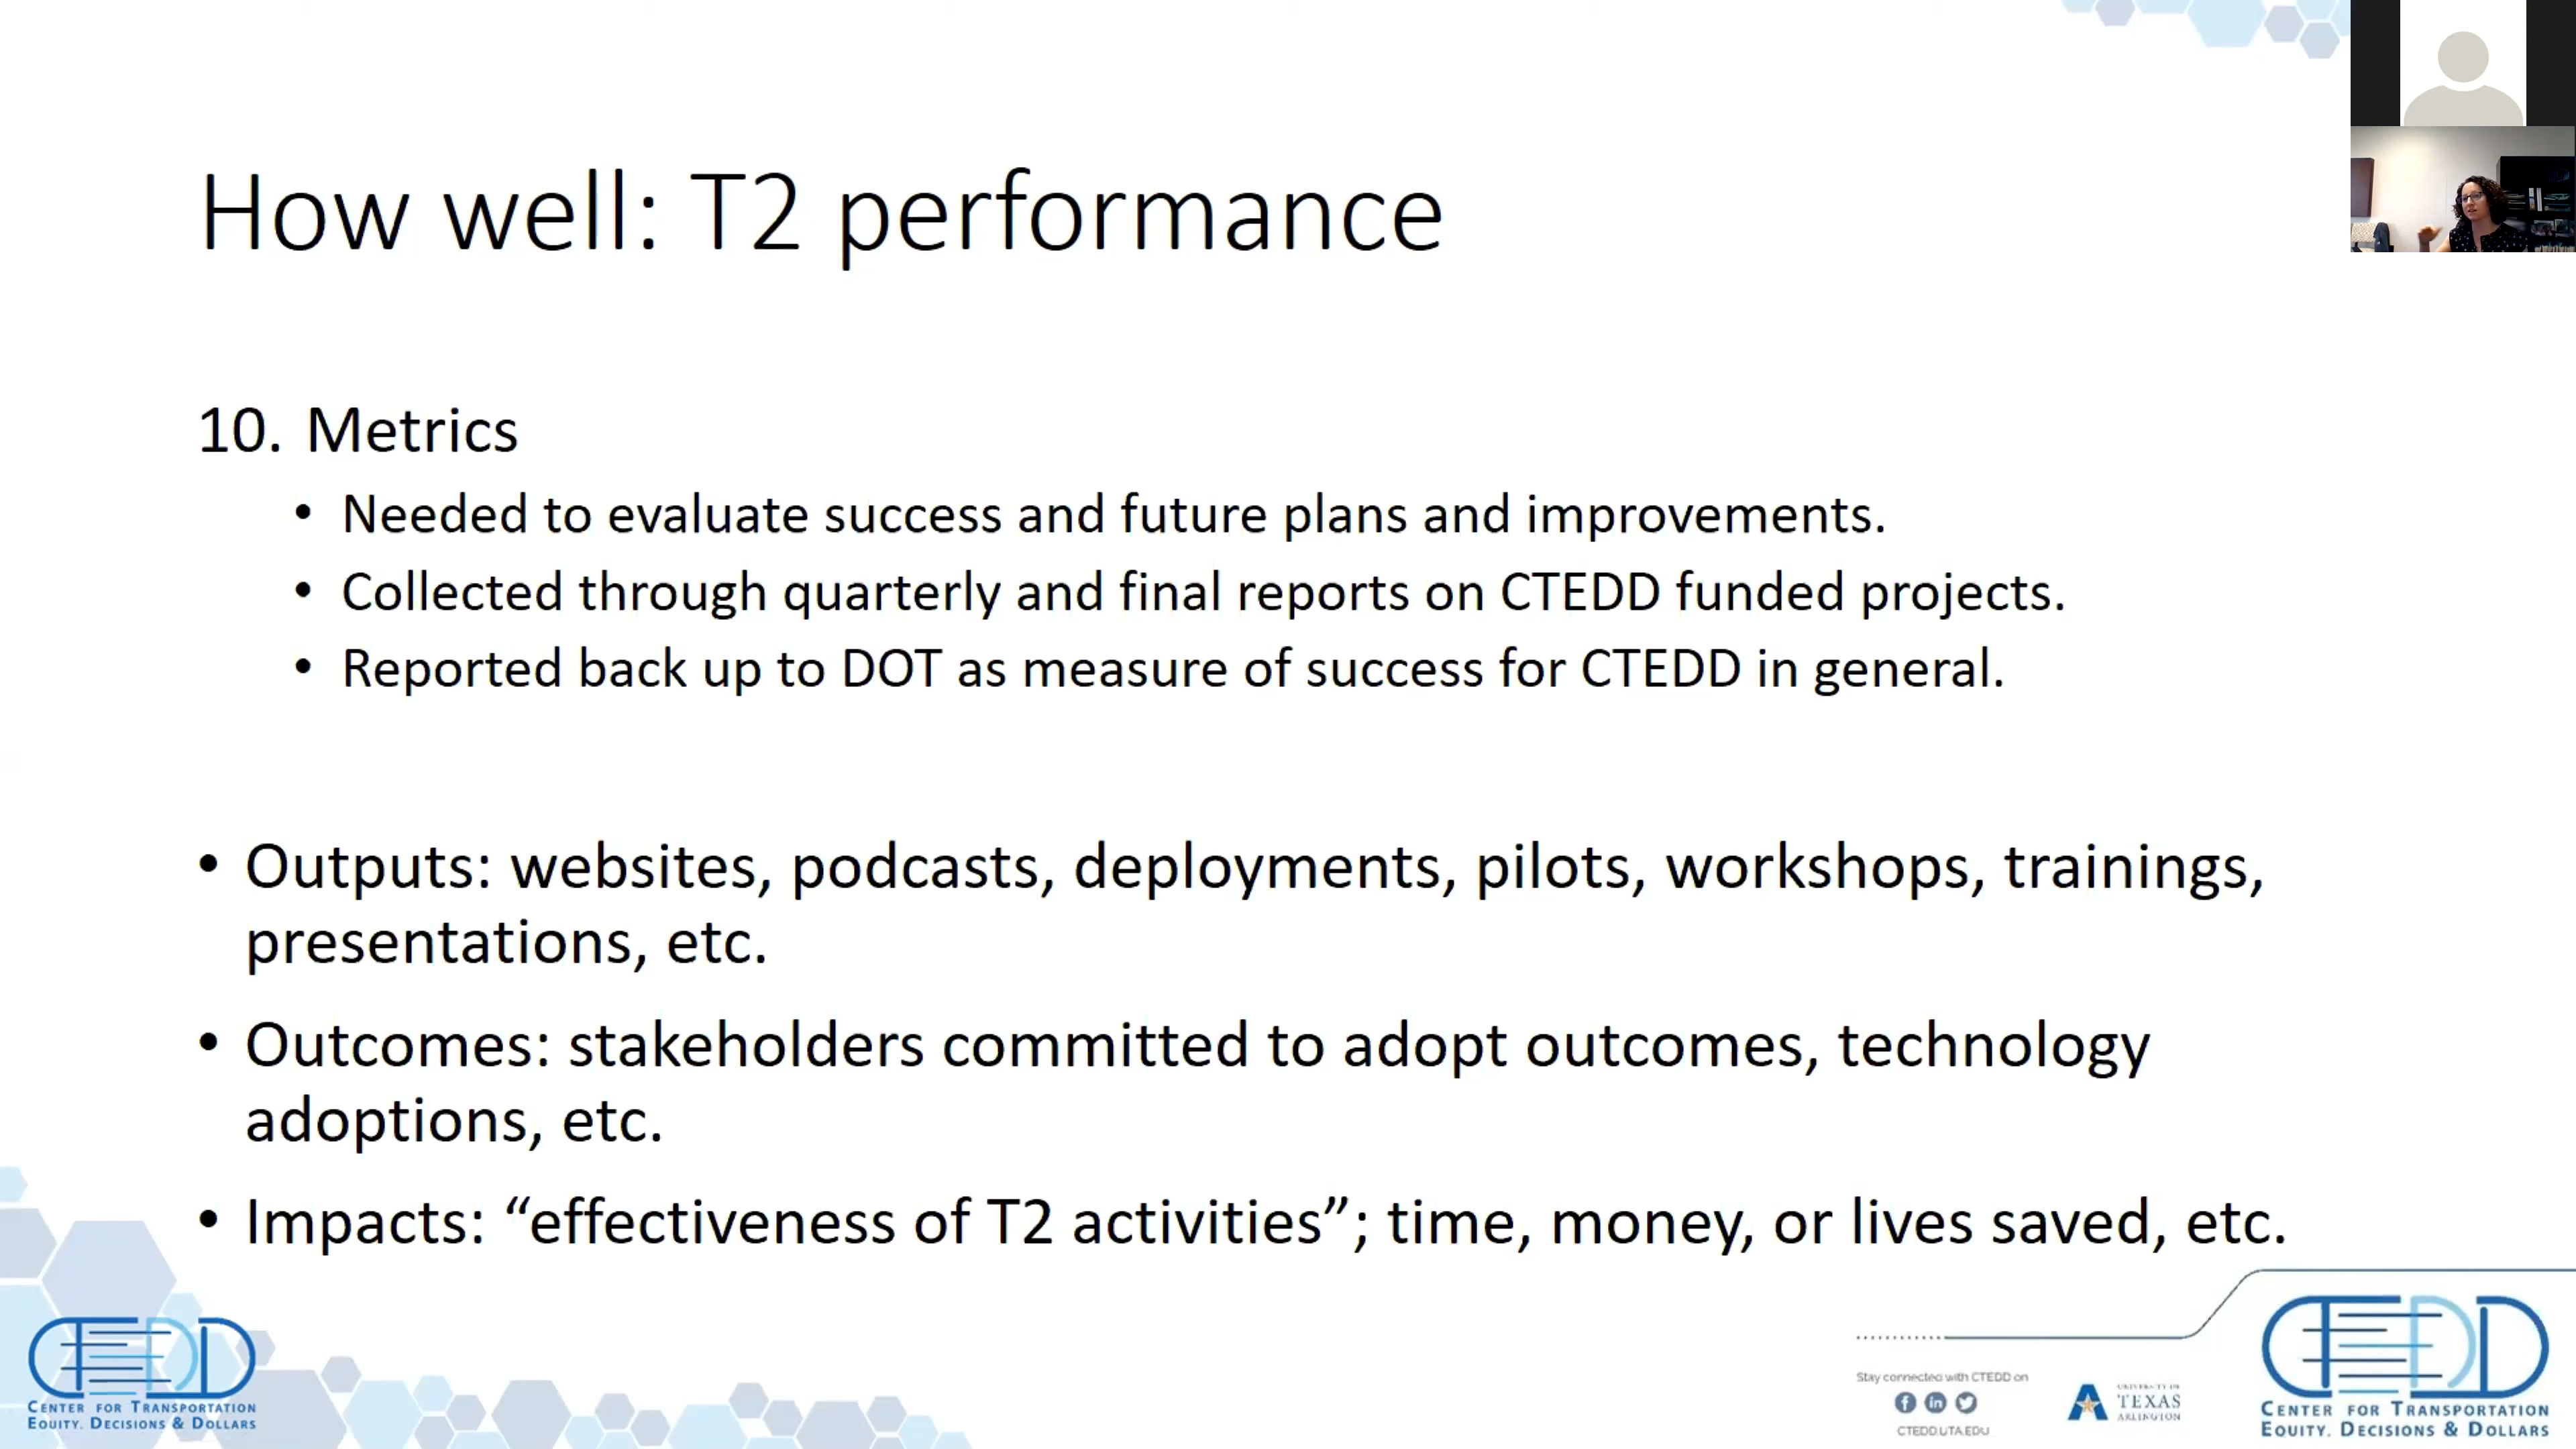 How well: T2 performance
10. Metrics
• Needed to evaluate success and future plans and improvements.
• Collected through quarterly and final reports on CTEDD funded projects.
• Reported back up to DOT as measure of success for CTEDD in general.
• Outputs: websites, podcasts, deployments, pilots, workshops, trainings,
presentations, etc.
• Outcomes: stakeholders committed to adopt outcomes, technology
adoptions, etc.
• Impacts: “effectiveness of T2 activities”; time, money, or lives saved, etc.
CTEDD
CENTER FOR TRANSPORTATION
EQUITY, DECISIONS & DOLLARS
Stay connected with CTEDD on
CTEDD.UTA.EDU
UNIVERSITY OF
TEXAS
ARLINGTON
CTEDD
CENTER FOR TRANSPORTATION
EQUITY, DECISIONS & DOLLARS